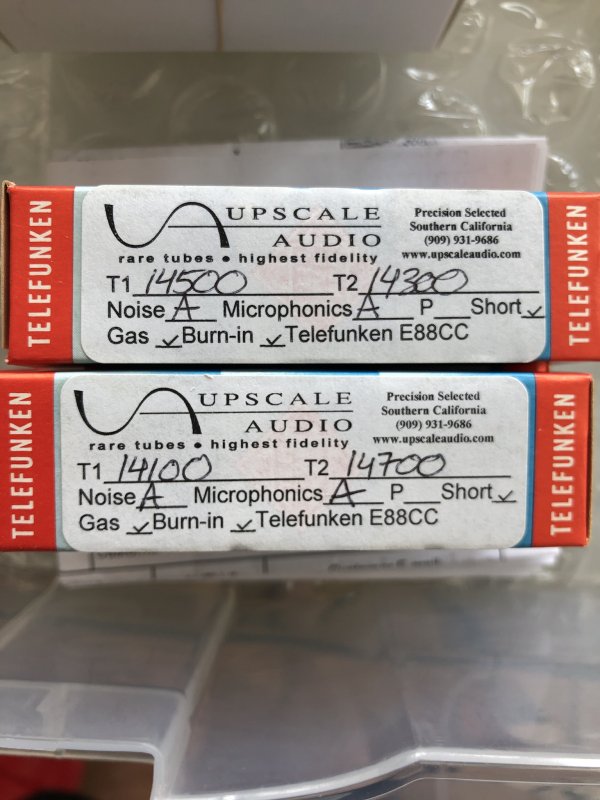 TELEFUNKEN
UPSCALE
AUDIO
rare tubes • highest fidelity
Precision Selected
Southern California
(909) 931-9686
www.upscaleaudio.com
T1 14500 T2 14300
Noise A Microphonics A P__ Short ✓
Gas ✓ Burn-in ✓ Telefunken E88CC
TELEFUNKEN
TELEFUNKEN
UPSCALE
AUDIO
rare tubes • highest fidelity
Precision Selected
Southern California
(909) 931-9686
www.upscaleaudio.com
T1 14100 T2 14700
Noise A Microphonics A P__ Short ✓
Gas ✓ Burn-in ✓ Telefunken E88CC
TELEFUNKEN